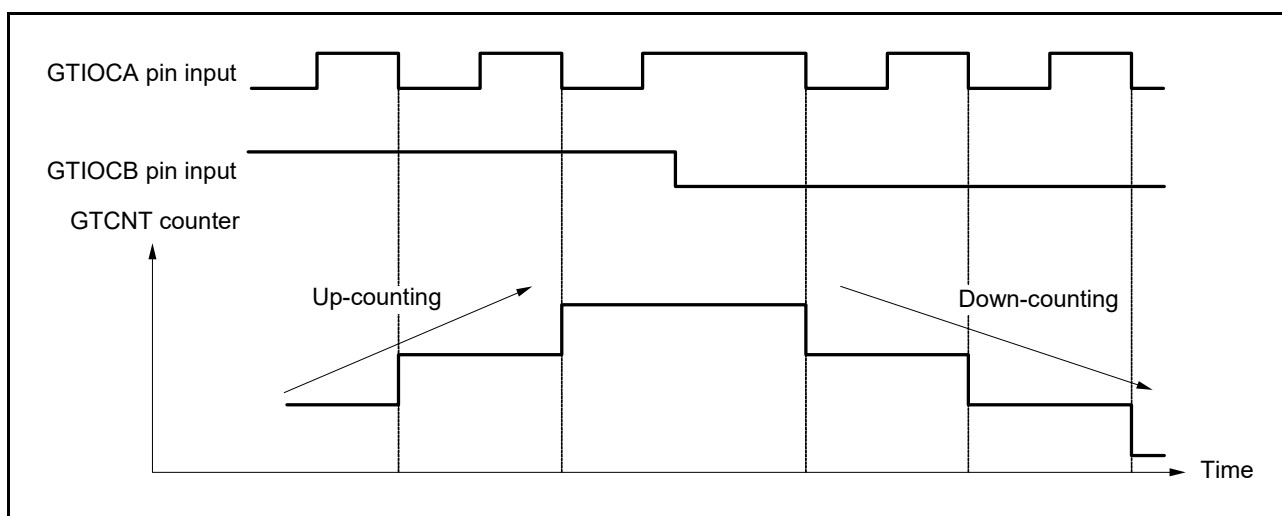 GTIOCA pin input
GTIOCB pin input
GTCNT counter
Up-counting
Down-counting
Time